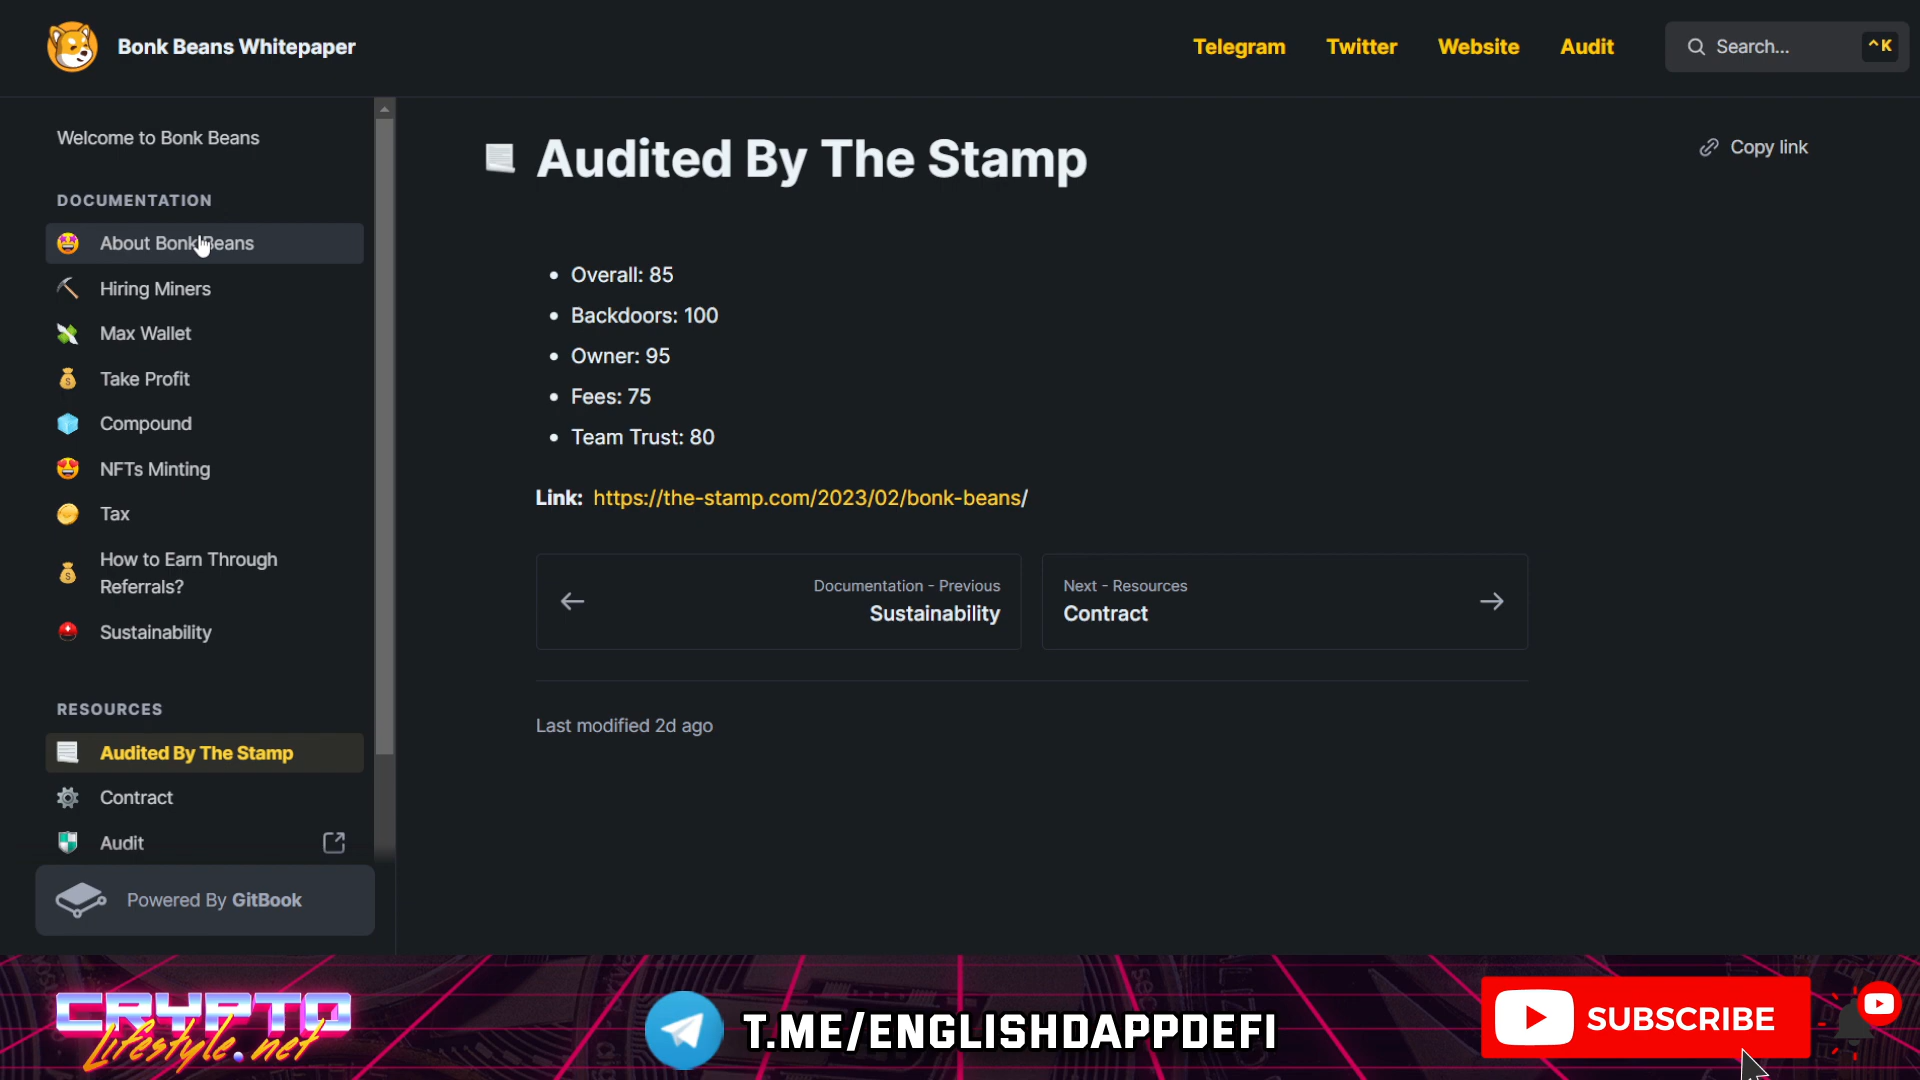 Bonk Beans Whitepaper
Telegram
Twitter
Website
Audit
Search...
^K
Welcome to Bonk Beans
DOCUMENTATION
About Bonk Beans
Hiring Miners
Max Wallet
Take Profit
Compound
NFTs Minting
Tax
How to Earn Through
Referrals?
Sustainability
RESOURCES
Audited By The Stamp
Contract
Audit
Powered By GitBook
Audited By The Stamp
Copy link
• Overall: 85
• Backdoors: 100
• Owner: 95
• Fees: 75
• Team Trust: 80
Link: https://the-stamp.com/2023/02/bonk-beans/
Documentation - Previous
Sustainability
Next - Resources
Contract
Last modified 2d ago
CRYPTO
Lifestyle.net
T.ME/ENGLISHDAPPDEFI
SUBSCRIBE